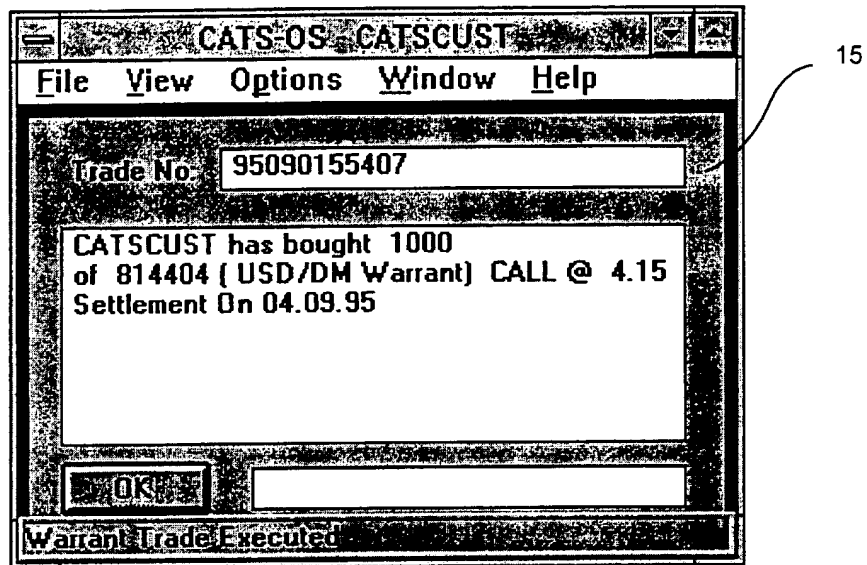 CATS-OS - CATSCUST
File View Options Window Help
15
Trade No: 95090155407
CATSCUST has bought 1000
of 814404 ( USD/DM Warrant) CALL @ 4.15
Settlement On 04.09.95
OK
Warrant Trade Executed